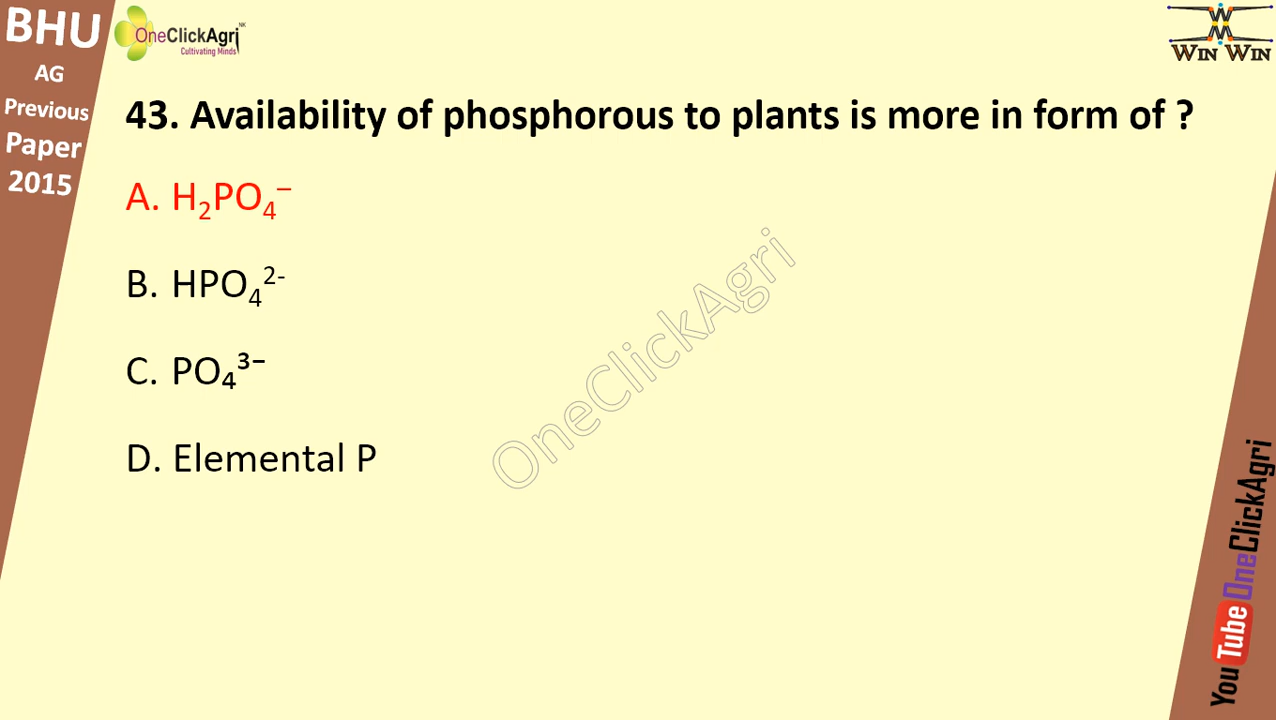 BHU
AG
Previous
Paper
2015
OneClickAgri NK
Cultivating Minds
WIN WIN
43. Availability of phosphorous to plants is more in form of ?
A. H₂PO₄⁻
B. HPO₄²⁻
C. PO₄³⁻
D. Elemental P
OneClickAgri
YouTube OneClickAgri